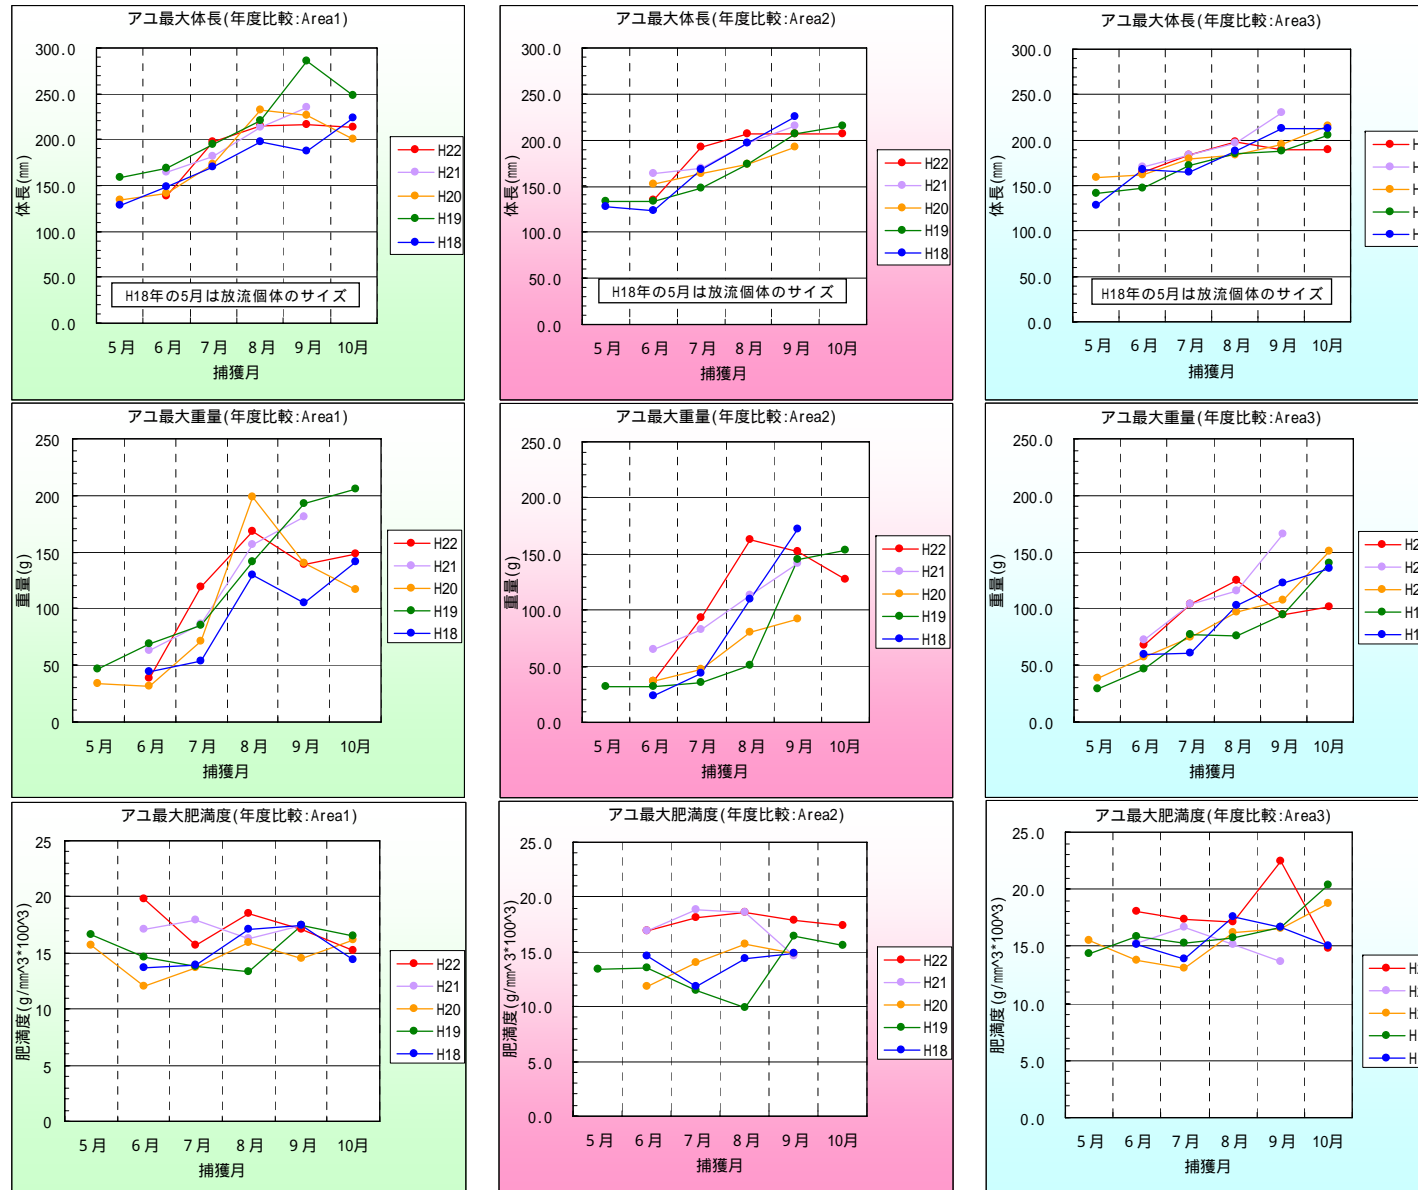 アユ最大体長(年度比較:Area1)
300.0
250.0
200.0
150.0
100.0
50.0
0.0
体長(mm)
H22
H21
H20
H19
H18
H18年の5月は放流個体のサイズ
5月 6月 7月 8月 9月 10月
捕獲月
アユ最大体長(年度比較:Area2)
300.0
250.0
200.0
150.0
100.0
50.0
0.0
体長(mm)
H22
H21
H20
H19
H18
H18年の5月は放流個体のサイズ
5月 6月 7月 8月 9月 10月
捕獲月
アユ最大体長(年度比較:Area3)
300.0
250.0
200.0
150.0
100.0
50.0
0.0
体長(mm)
H
H
H
H
H
H18年の5月は放流個体のサイズ
5月 6月 7月 8月 9月 10月
捕獲月
アユ最大重量(年度比較:Area1)
250
200
150
100
50
0
重量(g)
H22
H21
H20
H19
H18
5月 6月 7月 8月 9月 10月
捕獲月
アユ最大重量(年度比較:Area2)
250.0
200.0
150.0
100.0
50.0
0.0
重量(g)
H22
H21
H20
H19
H18
5月 6月 7月 8月 9月 10月
捕獲月
アユ最大重量(年度比較:Area3)
250.0
200.0
150.0
100.0
50.0
0.0
重量(g)
H2
H2
H2
H1
H1
5月 6月 7月 8月 9月 10月
捕獲月
アユ最大肥満度(年度比較:Area1)
25
20
15
10
5
0
肥満度(g/mm^3*100^3)
H22
H21
H20
H19
H18
5月 6月 7月 8月 9月 10月
捕獲月
アユ最大肥満度(年度比較:Area2)
25.0
20.0
15.0
10.0
5.0
0.0
肥満度(g/mm^3*100^3)
H22
H21
H20
H19
H18
5月 6月 7月 8月 9月 10月
捕獲月
アユ最大肥満度(年度比較:Area3)
25.0
20.0
15.0
10.0
5.0
0.0
肥満度(g/mm^3*100^3)
H
H
H
H
H
5月 6月 7月 8月 9月 10月
捕獲月